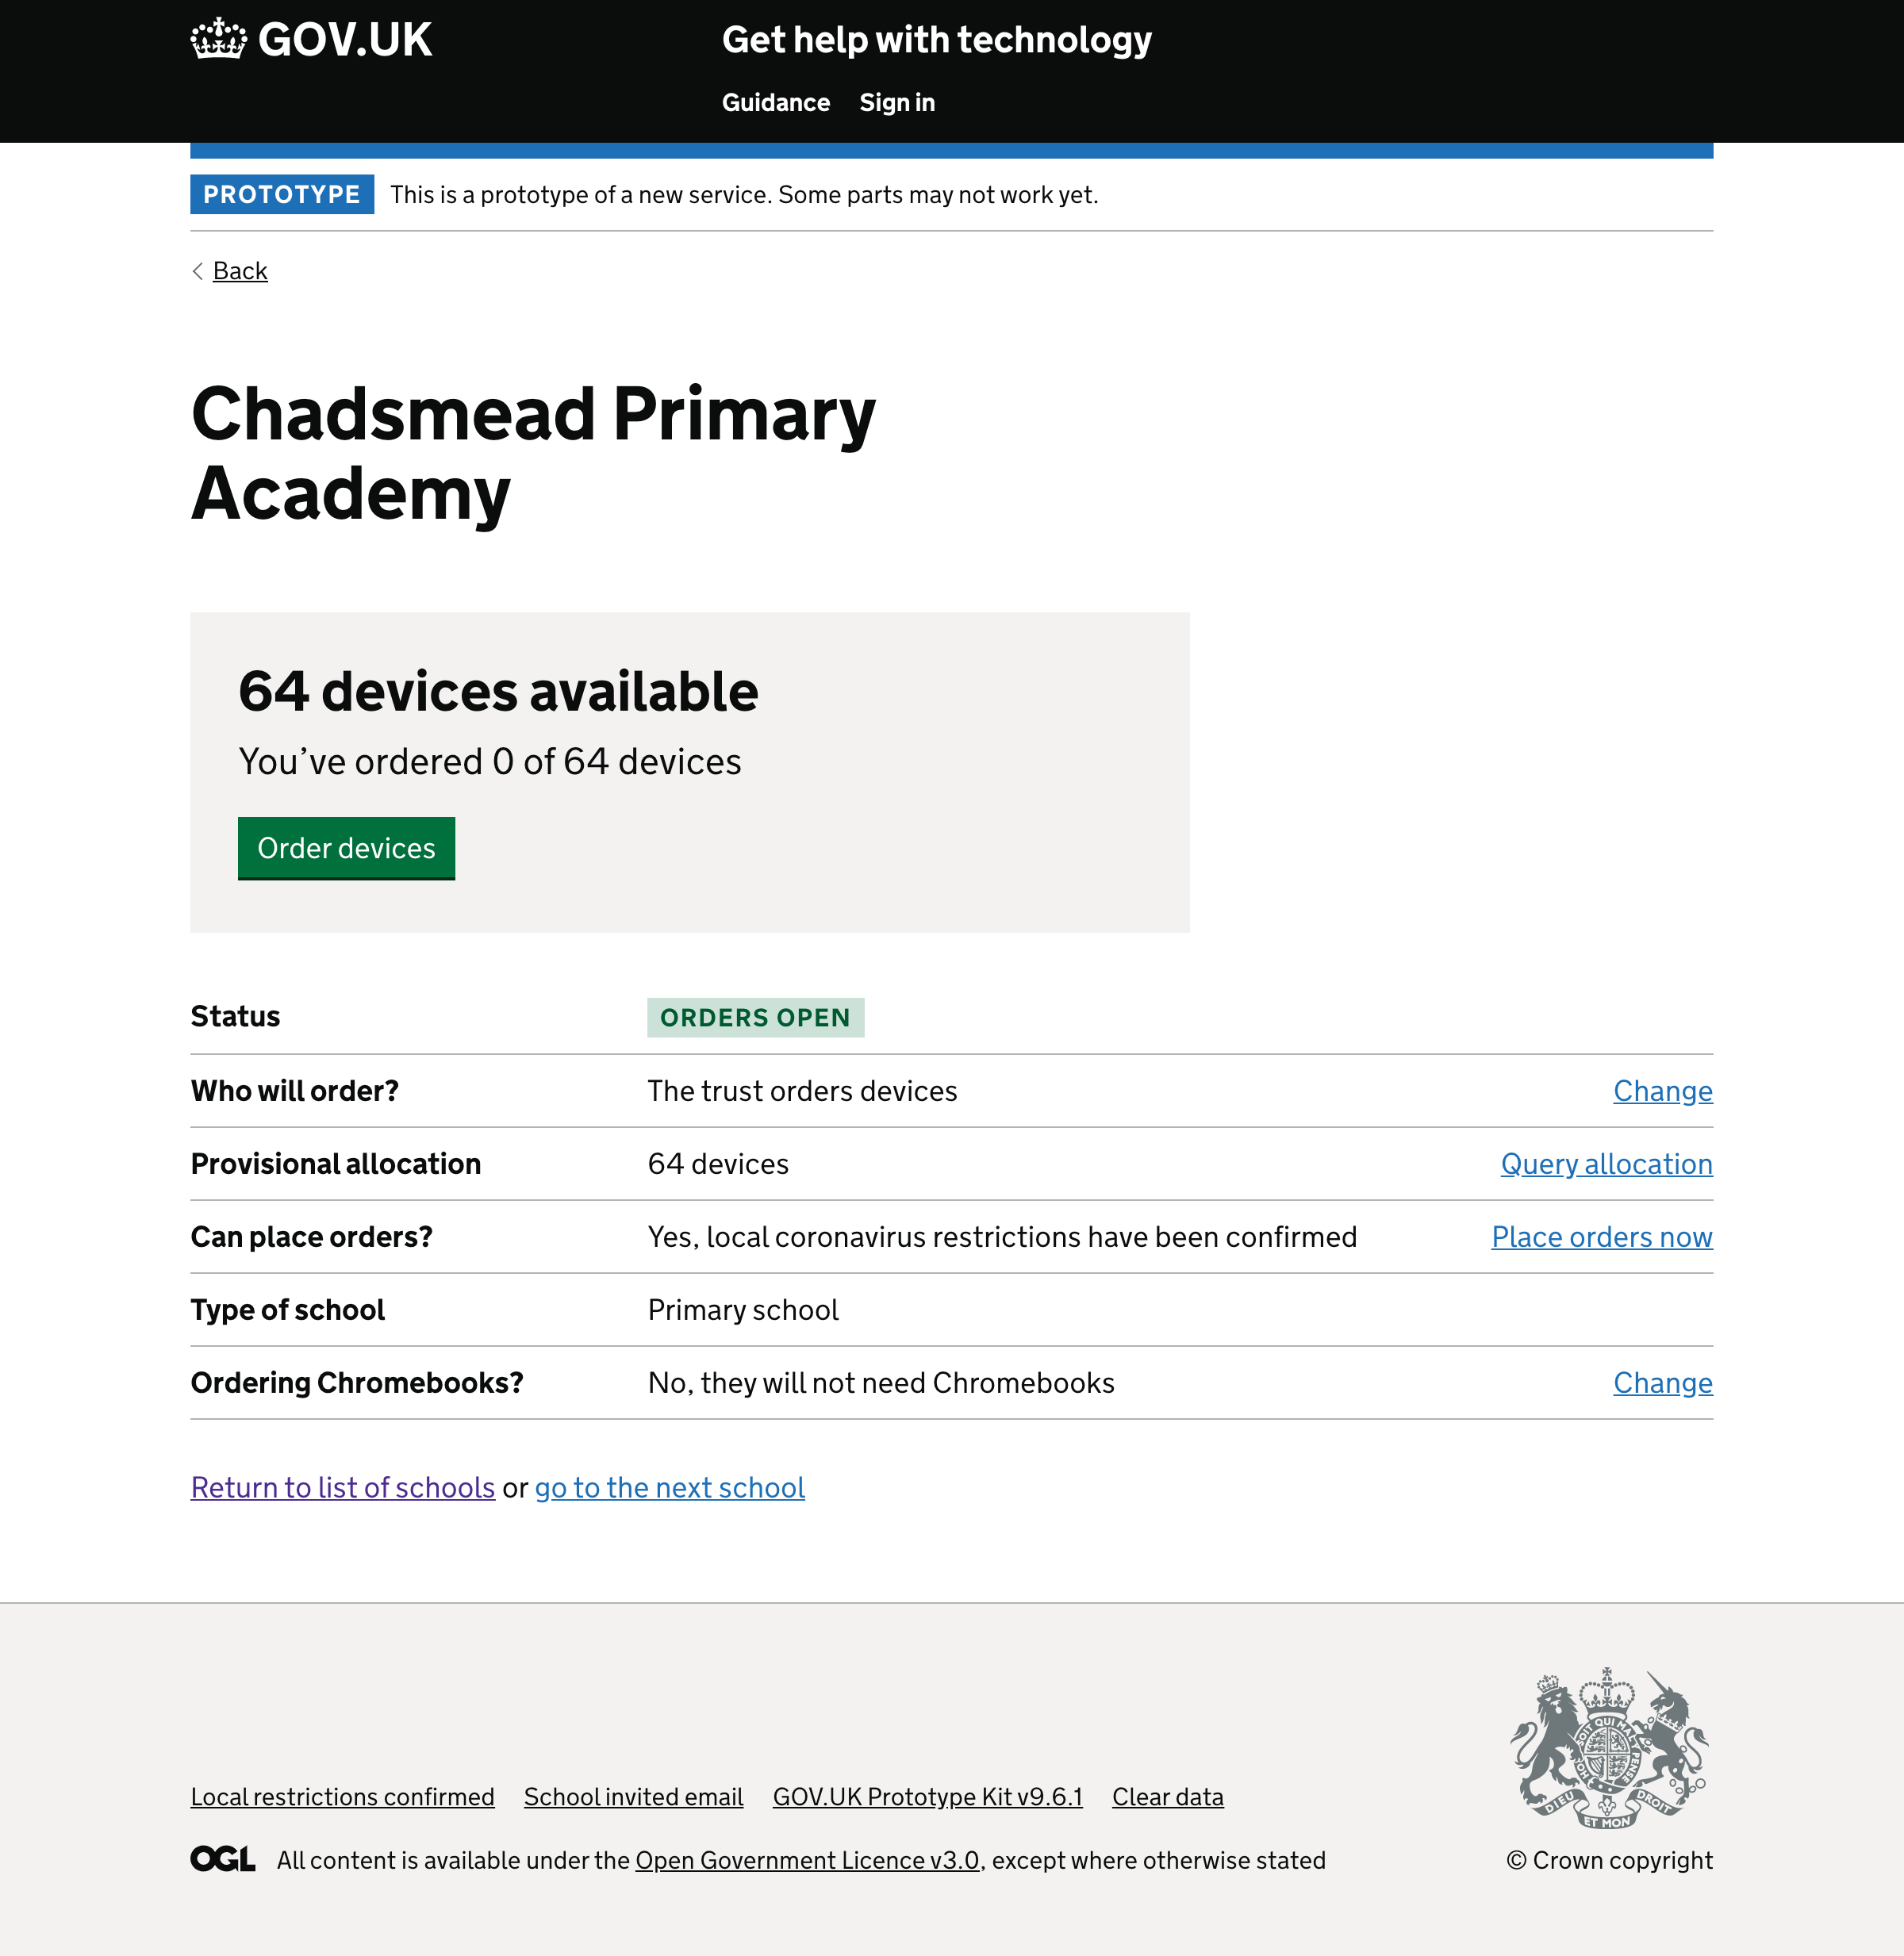 GOV.UK
Get help with technology
Guidance Sign in
PROTOTYPE This is a prototype of a new service. Some parts may not work yet.
Back
Chadsmead Primary
Academy
64 devices available
You’ve ordered 0 of 64 devices
Order devices
Status ORDERS OPEN
Who will order? The trust orders devices Change
Provisional allocation 64 devices Query allocation
Can place orders? Yes, local coronavirus restrictions have been confirmed Place orders now
Type of school Primary school
Ordering Chromebooks? No, they will not need Chromebooks Change
Return to list of schools or go to the next school
DIEU ET MON DROIT
Local restrictions confirmed School invited email GOV.UK Prototype Kit v9.6.1 Clear data
OGL All content is available under the Open Government Licence v3.0, except where otherwise stated
© Crown copyright